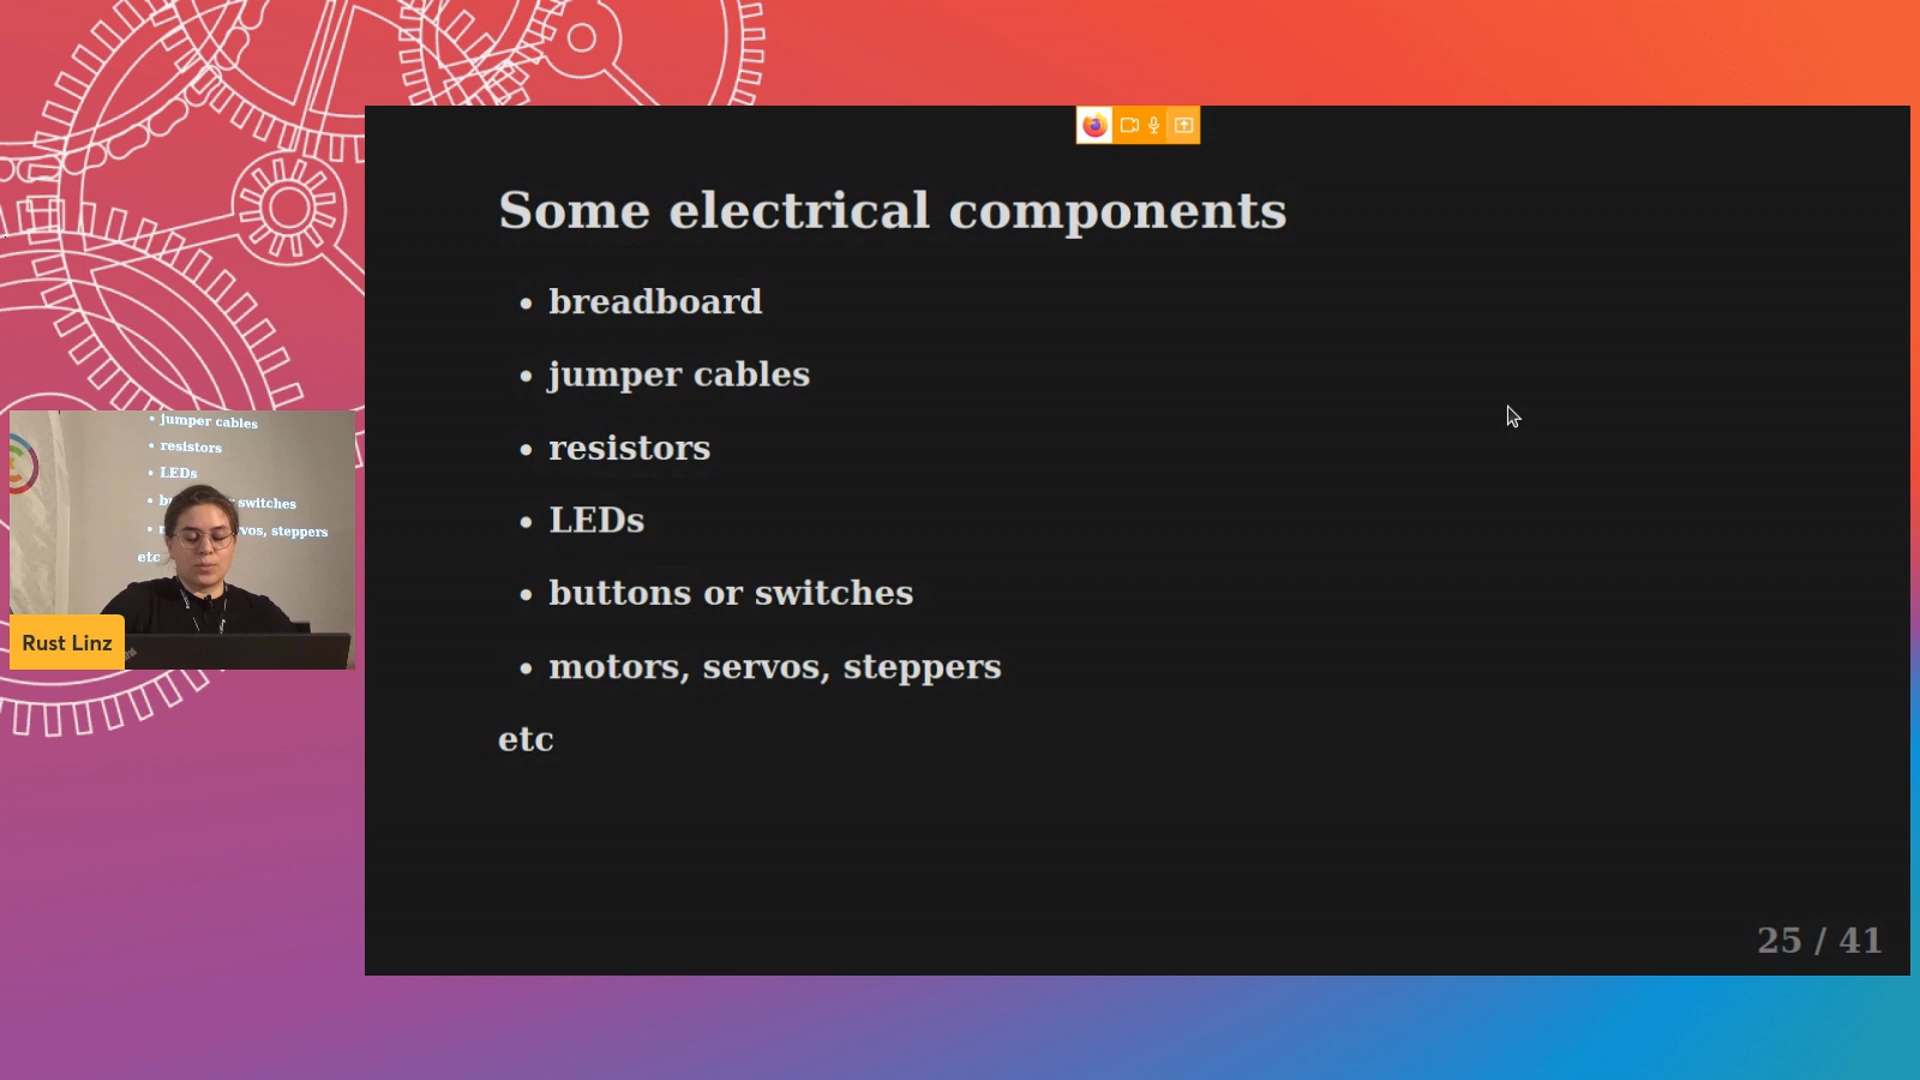 Some electrical components
• breadboard
• jumper cables
• resistors
• LEDs
• buttons or switches
• motors, servos, steppers
etc
25 / 41
• jumper cables
• resistors
• LEDs
switches
steppers
etc
Rust Linz